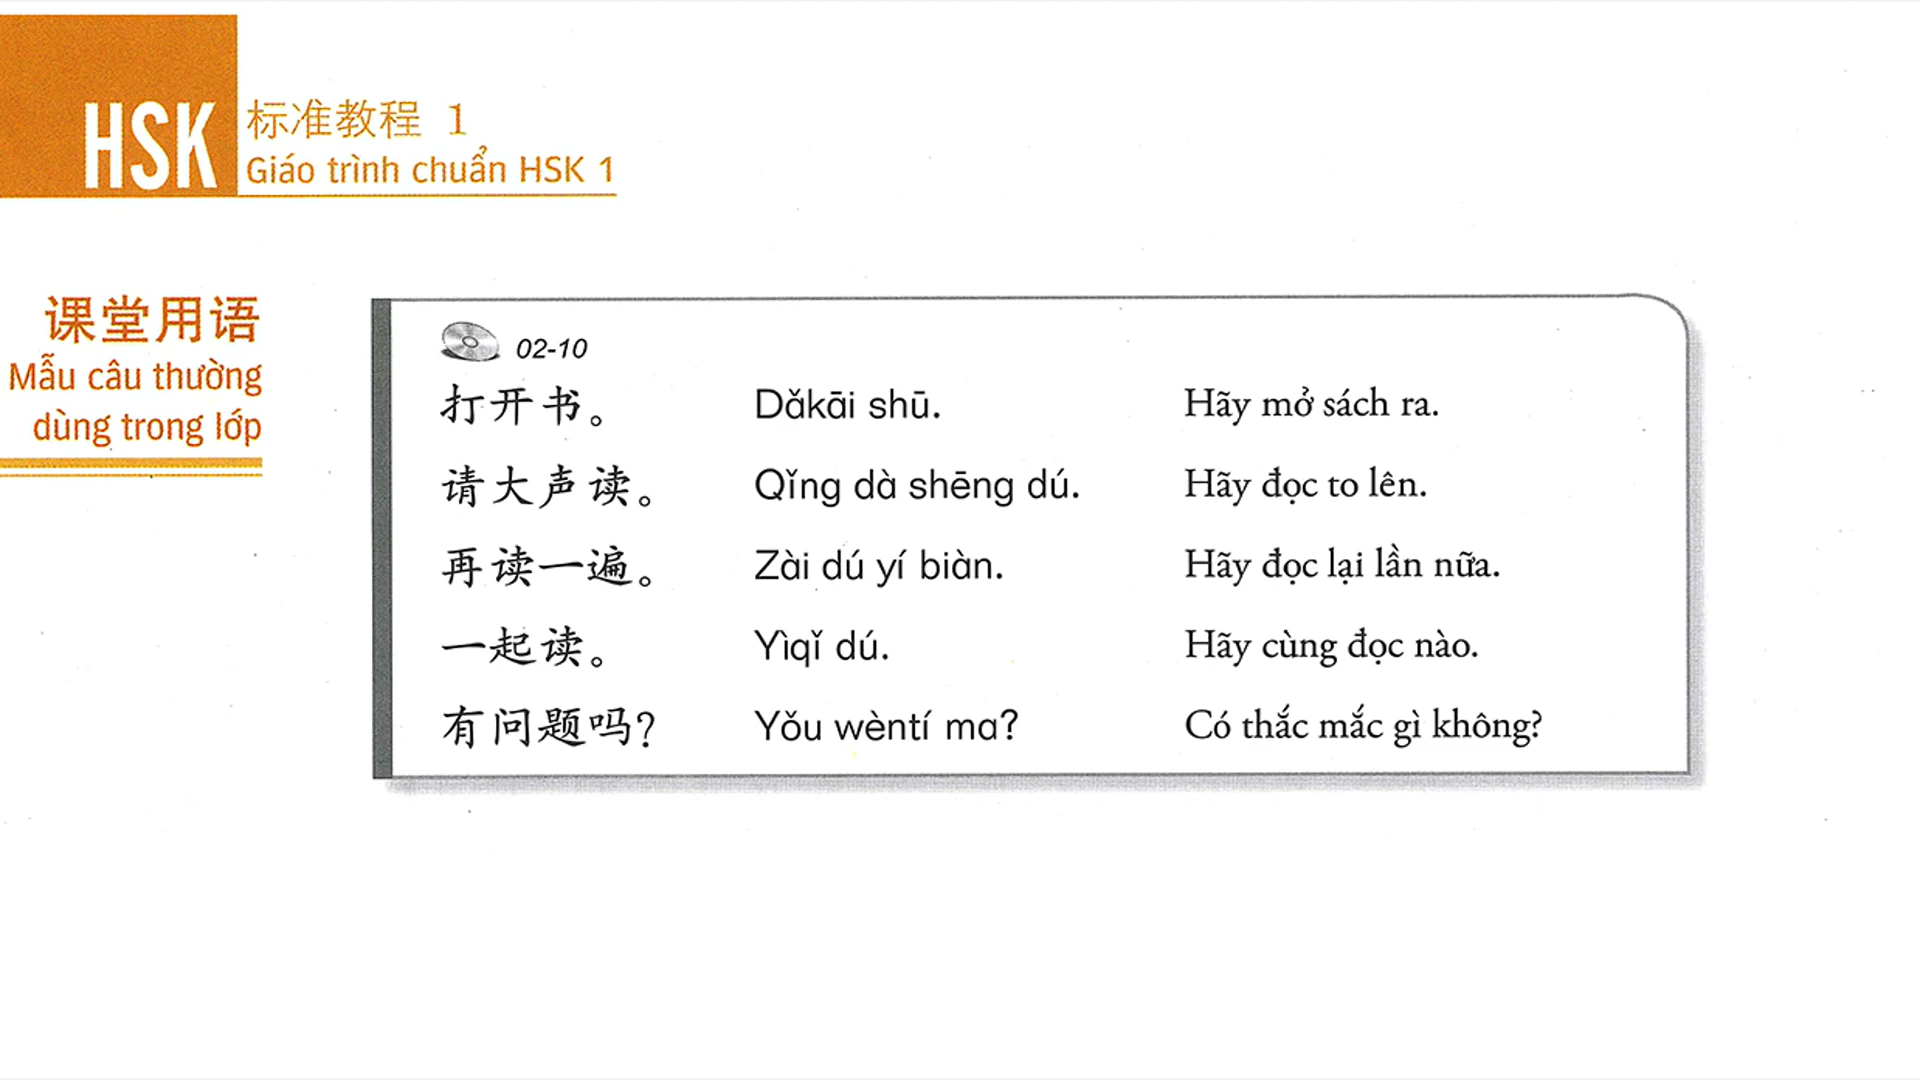 HSK 标准教程 1
Giáo trình chuẩn HSK 1
课堂用语
Mẫu câu thường
dùng trong lớp
02-10
打开书。 Dǎkāi shū. Hãy mở sách ra.
请大声读。 Qǐng dà shēng dú. Hãy đọc to lên.
再读一遍。 Zài dú yí biàn. Hãy đọc lại lần nữa.
一起读。 Yìqǐ dú. Hãy cùng đọc nào.
有问题吗? Yǒu wèntí ma? Có thắc mắc gì không?